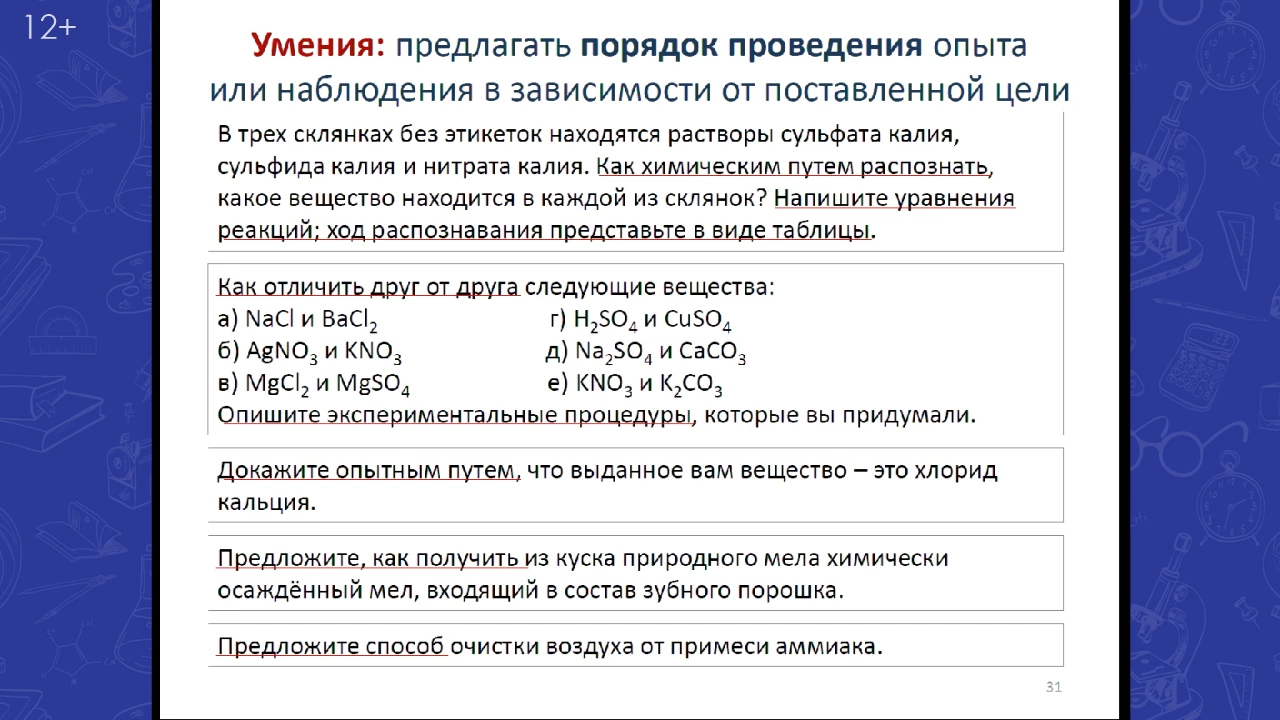 12+
Умения: предлагать порядок проведения опыта
или наблюдения в зависимости от поставленной цели
В трех склянках без этикеток находятся растворы сульфата калия,
сульфида калия и нитрата калия. Как химическим путем распознать,
какое вещество находится в каждой из склянок? Напишите уравнения
реакций; ход распознавания представьте в виде таблицы.
Как отличить друг от друга следующие вещества:
а) NaCl и BaCl₂ г) H₂SO₄ и CuSO₄
б) AgNO₃ и KNO₃ д) Na₂SO₄ и CaCO₃
в) MgCl₂ и MgSO₄ е) KNO₃ и K₂CO₃
Опишите экспериментальные процедуры, которые вы придумали.
Докажите опытным путем, что выданное вам вещество – это хлорид
кальция.
Предложите, как получить из куска природного мела химически
осаждённый мел, входящий в состав зубного порошка.
Предложите способ очистки воздуха от примеси аммиака.
31